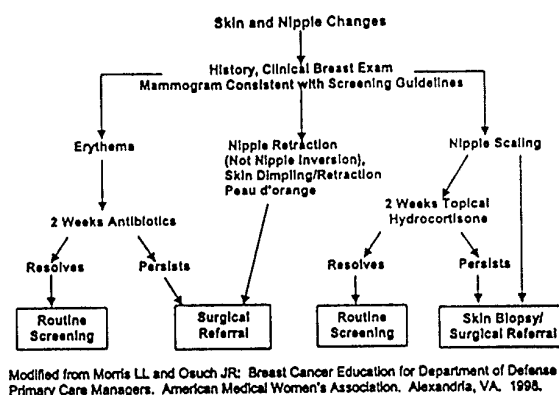 Skin and Nipple Changes
History, Clinical Breast Exam
Mammogram Consistent with Screening Guidelines
Erythema
Nipple Retraction
(Not Nipple Inversion),
Skin Dimpling/Retraction
Peau d'orange
Nipple Scaling
2 Weeks Antibiotics
2 Weeks Topical
Hydrocortisone
Resolves
Persists
Resolves
Persists
Routine
Screening
Surgical
Referral
Routine
Screening
Skin Biopsy/
Surgical Referral
Modified from Morris LL and Osuch JR: Breast Cancer Education for Department of Defense
Primary Care Managers. American Medical Women's Association. Alexandria, VA. 1998.